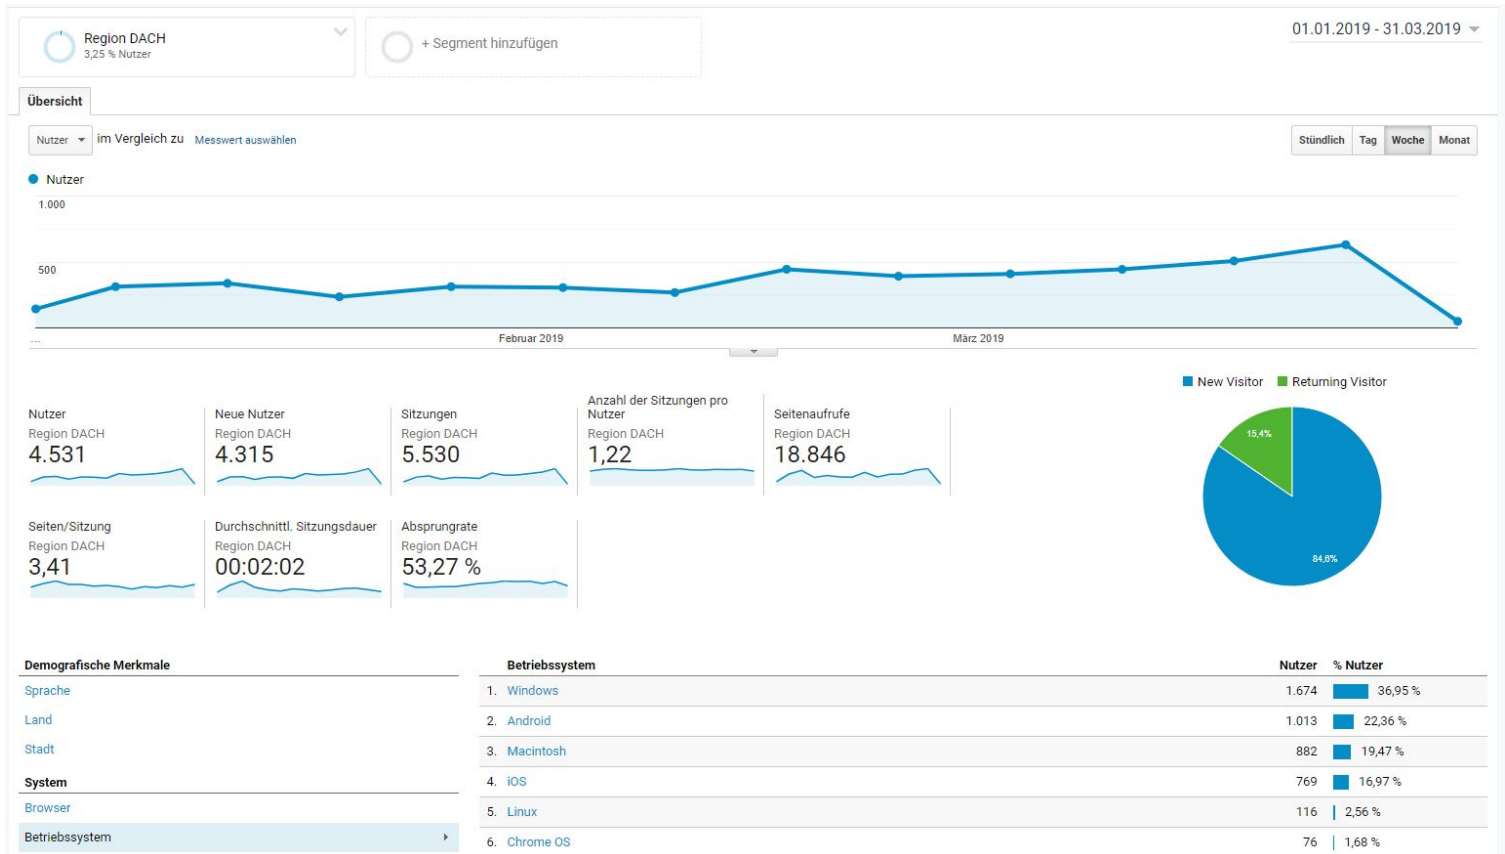 Region DACH
3,25 % Nutzer
+ Segment hinzufügen
01.01.2019 - 31.03.2019
Übersicht
Nutzer im Vergleich zu Messwert auswählen
Stündlich Tag Woche Monat
Nutzer
1.000
500
...
Februar 2019
März 2019
New Visitor Returning Visitor
15,4%
84,6%
Nutzer
Region DACH
4.531
Neue Nutzer
Region DACH
4.315
Sitzungen
Region DACH
5.530
Anzahl der Sitzungen pro
Nutzer
Region DACH
1,22
Seitenaufrufe
Region DACH
18.846
Seiten/Sitzung
Region DACH
3,41
Durchschnittl. Sitzungsdauer
Region DACH
00:02:02
Absprungrate
Region DACH
53,27 %
Demografische Merkmale
Sprache
Land
Stadt
System
Browser
Betriebssystem
Betriebssystem Nutzer % Nutzer
1. Windows 1.674 36,95 %
2. Android 1.013 22,36 %
3. Macintosh 882 19,47 %
4. iOS 769 16,97 %
5. Linux 116 2,56 %
6. Chrome OS 76 1,68 %